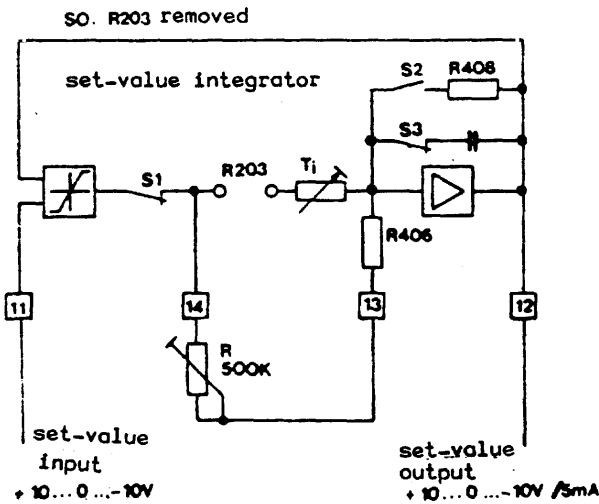 SO. R203 removed
set-value integrator
S2
R408
S3
S1
R203
Ti
R406
11
14
13
12
R
500K
set-value
input
+ 10...0...-10V
set-value
output
+ 10...0...-10V /5mA